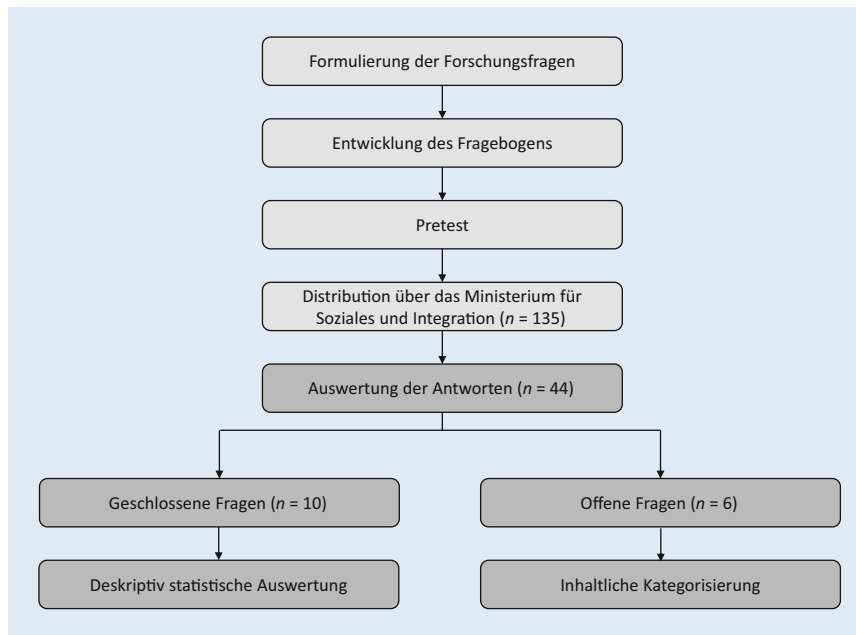 Formulierung der Forschungsfragen
Entwicklung des Fragebogens
Pretest
Distribution über das Ministerium für
Soziales und Integration (n = 135)
Auswertung der Antworten (n = 44)
Geschlossene Fragen (n = 10)
Offene Fragen (n = 6)
Deskriptiv statistische Auswertung
Inhaltliche Kategorisierung